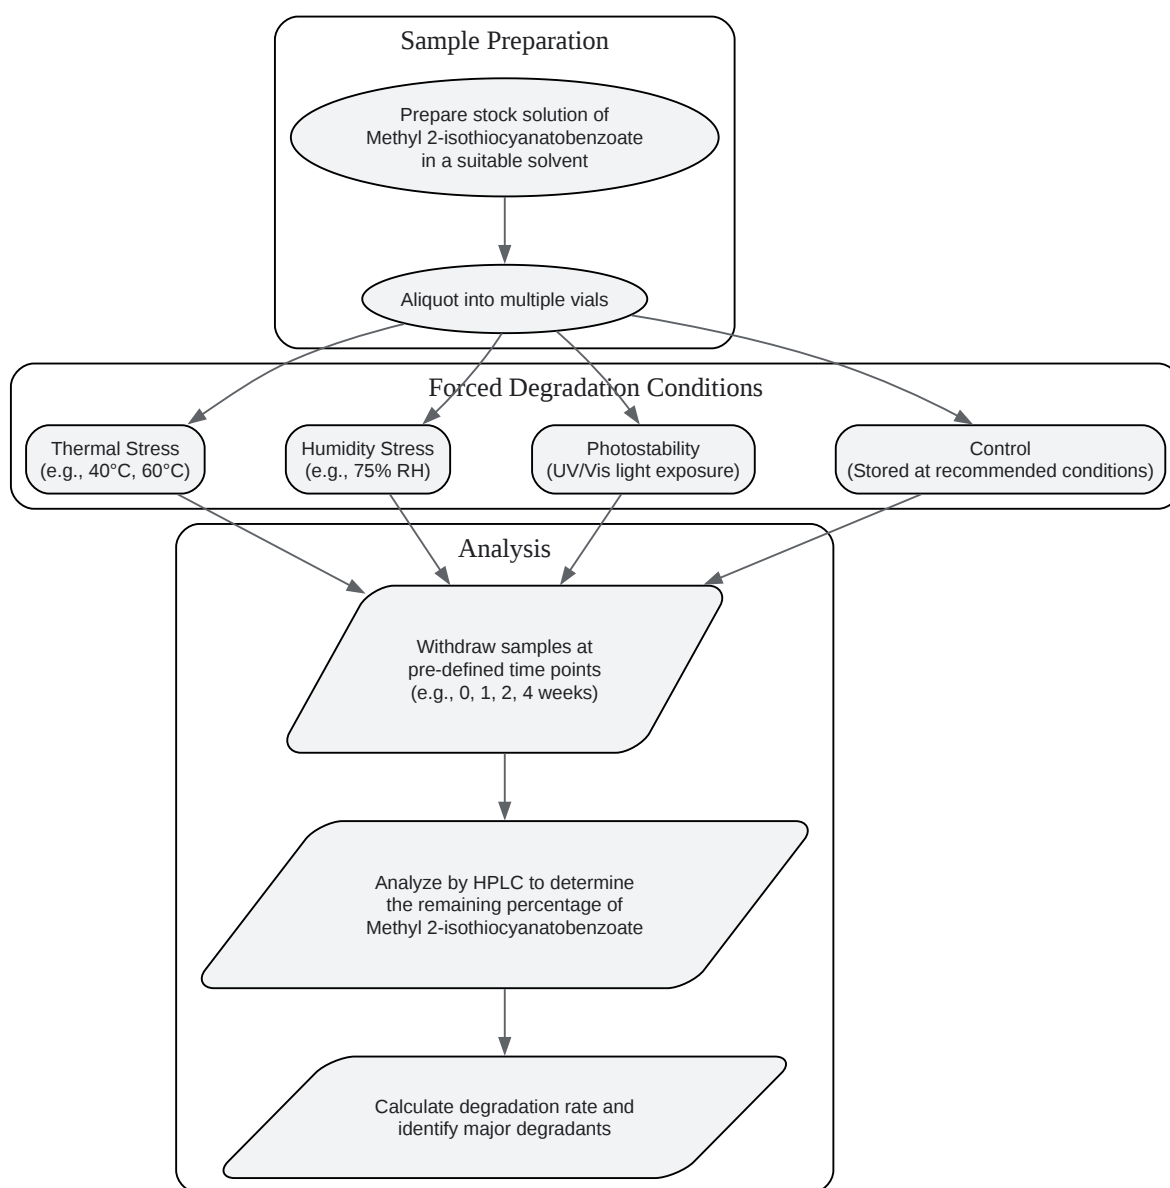 Sample Preparation
Prepare stock solution of
Methyl 2-isothiocyanatobenzoate
in a suitable solvent
Aliquot into multiple vials
Forced Degradation Conditions
Thermal Stress
(e.g., 40°C, 60°C)
Humidity Stress
(e.g., 75% RH)
Photostability
(UV/Vis light exposure)
Control
(Stored at recommended conditions)
Analysis
Withdraw samples at
pre-defined time points
(e.g., 0, 1, 2, 4 weeks)
Analyze by HPLC to determine
the remaining percentage of
Methyl 2-isothiocyanatobenzoate
Calculate degradation rate and
identify major degradants